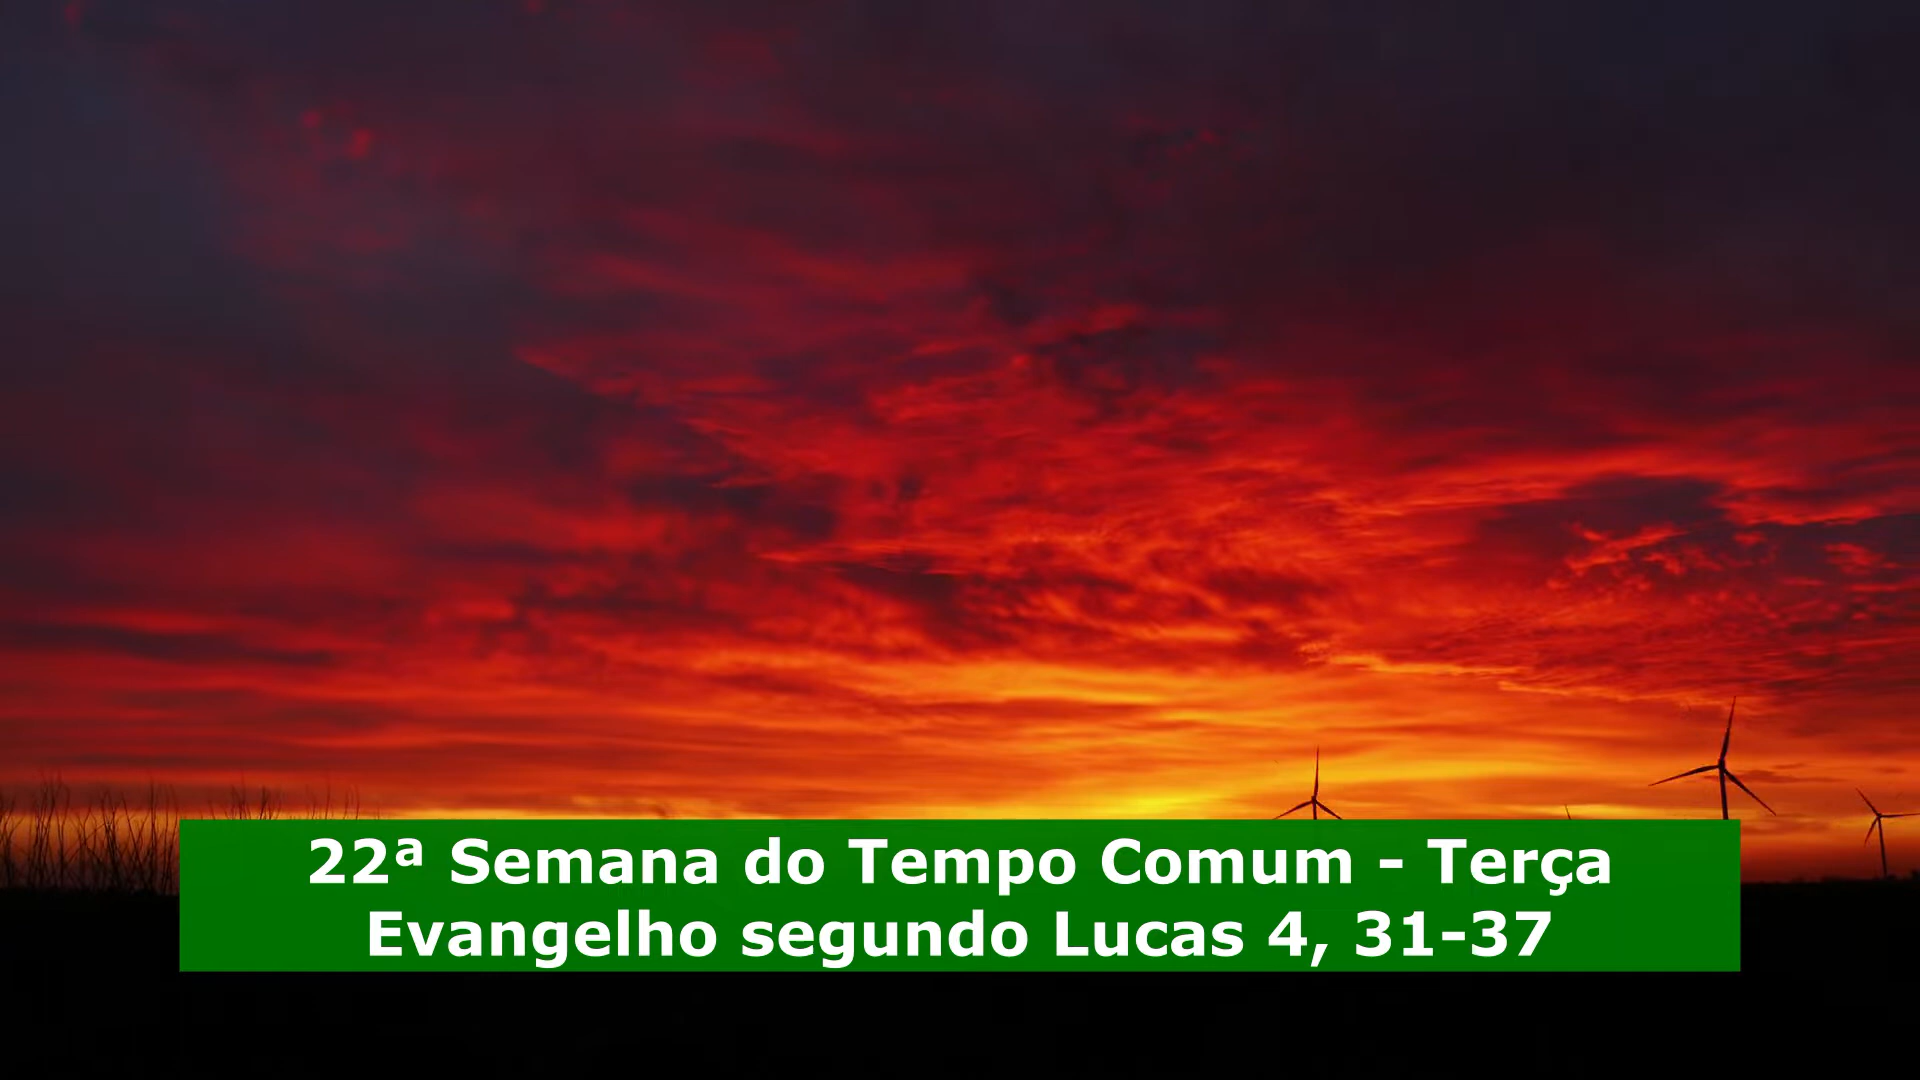 22ª Semana do Tempo Comum - Terça
Evangelho segundo Lucas 4, 31-37